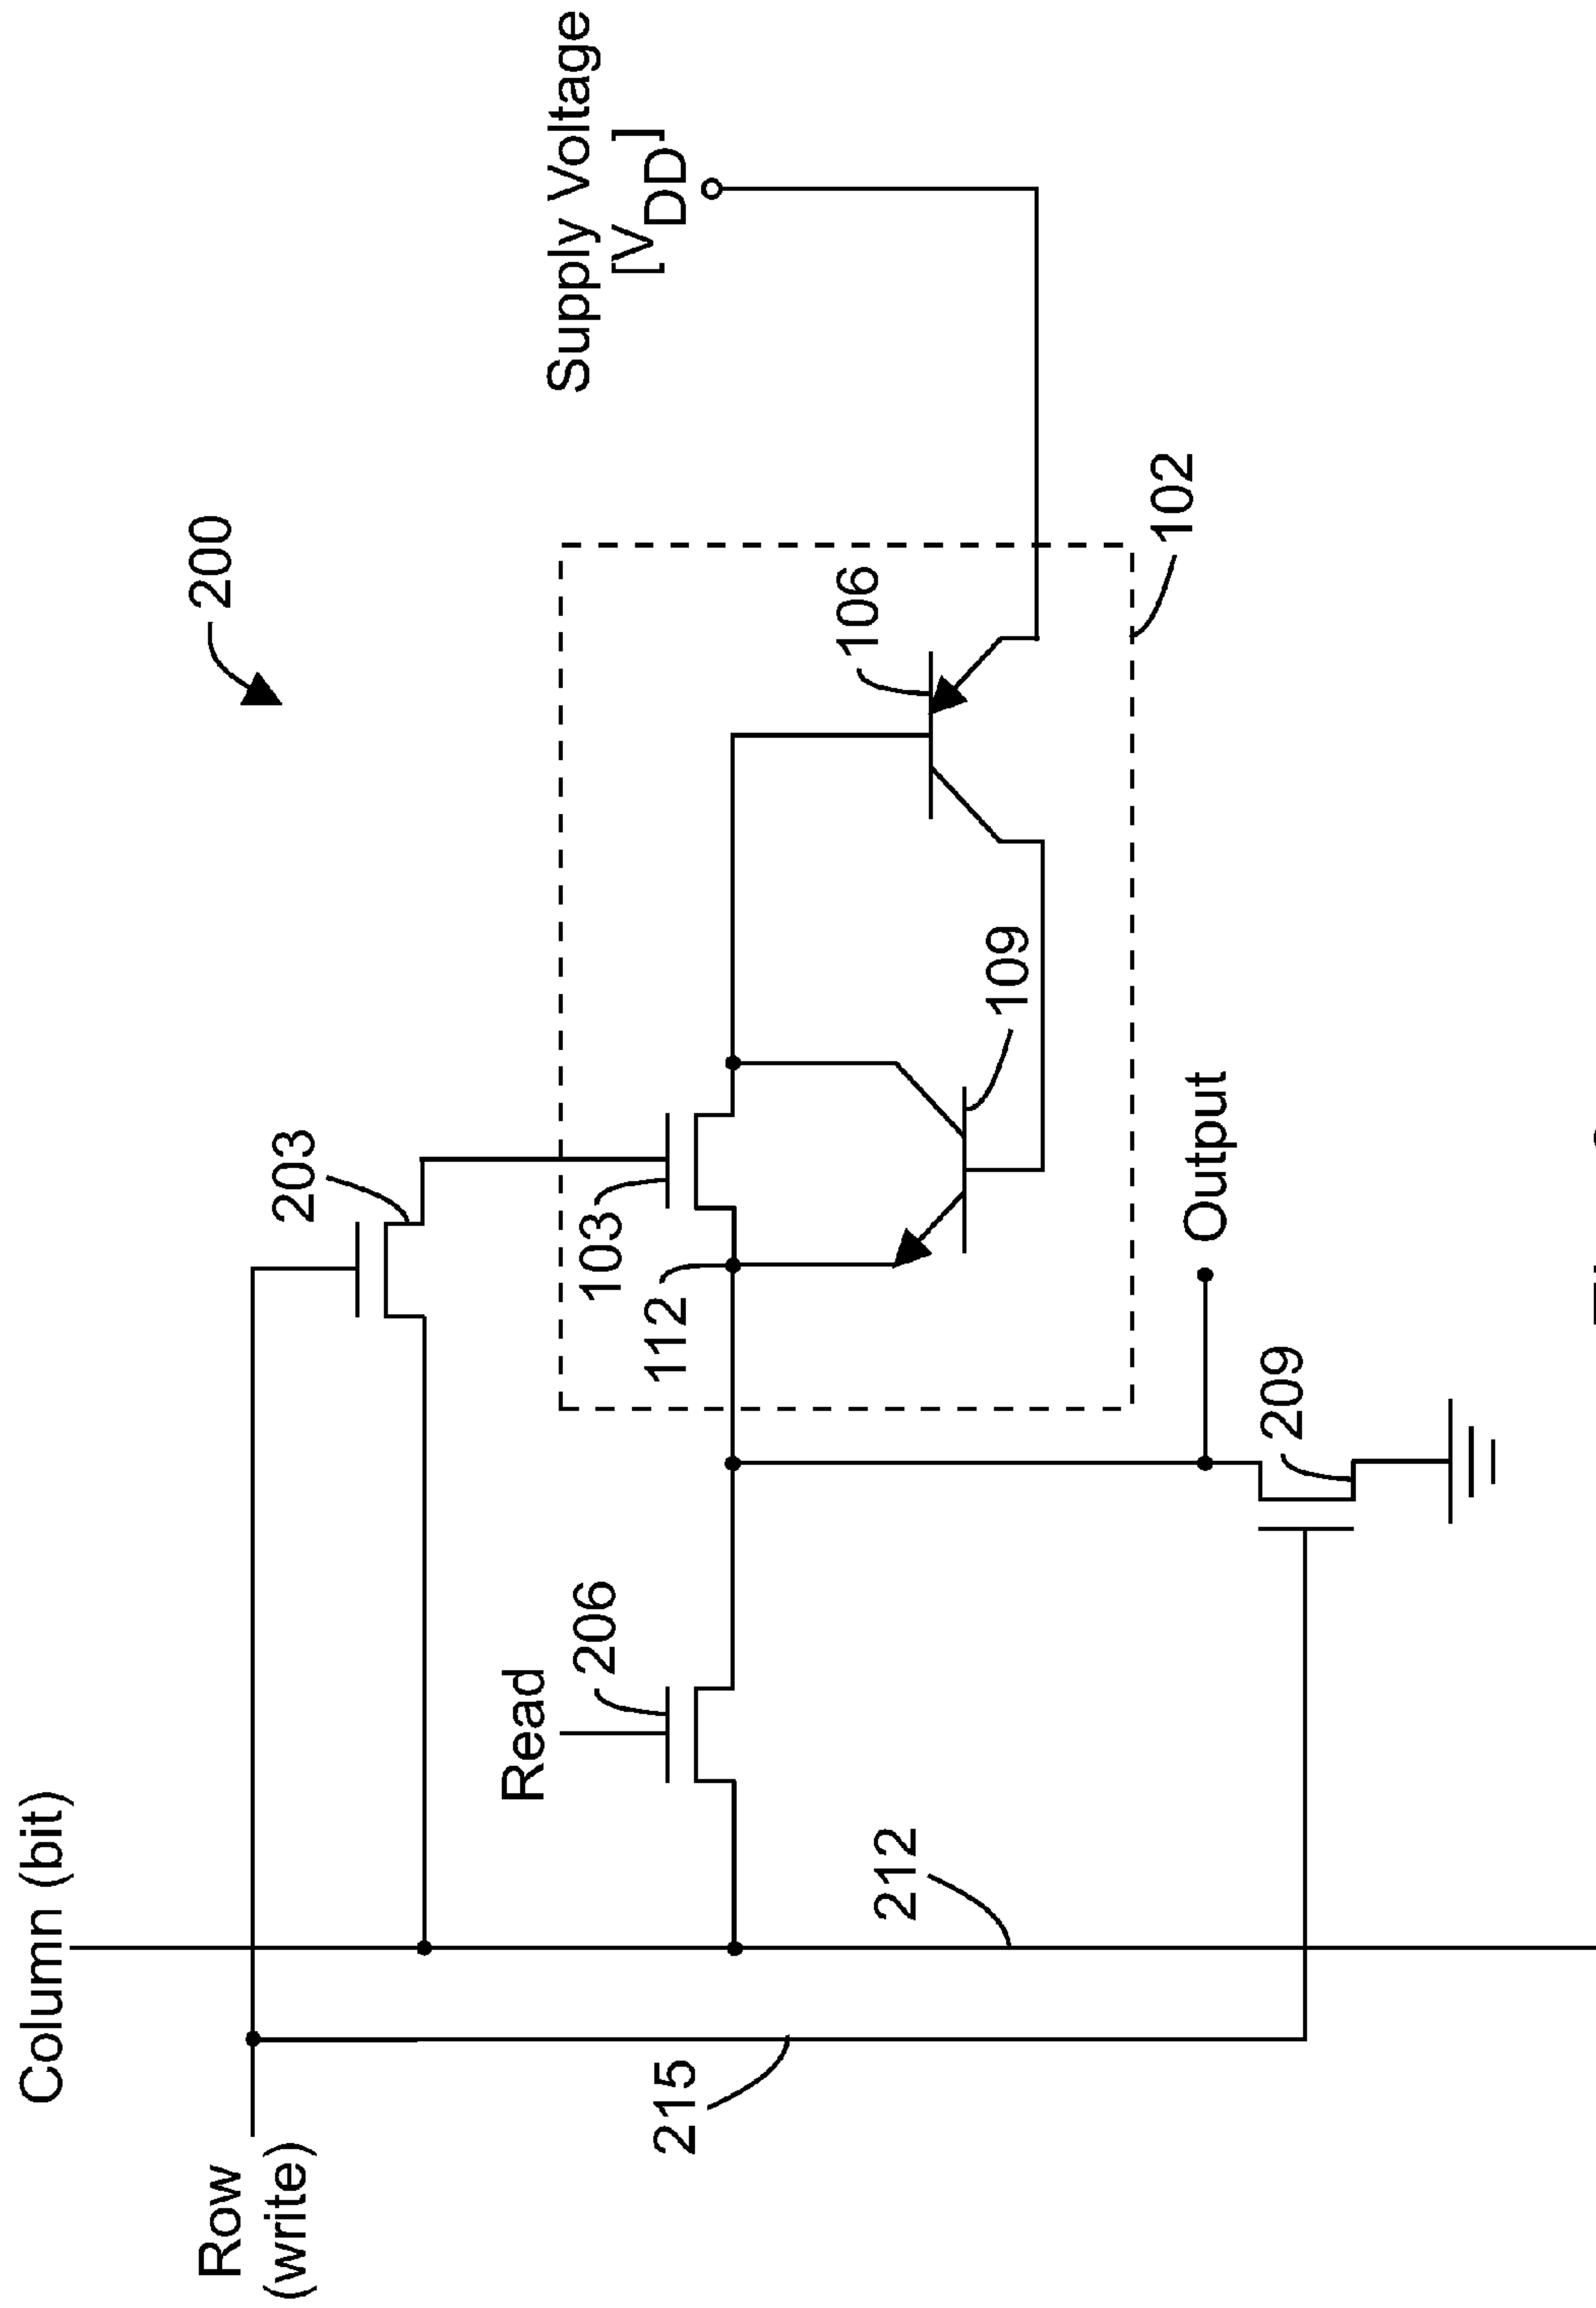 Column (bit)
Row
(write)
200
203
Supply Voltage
[VDD]
Read
206
103
112
106
109
102
215
212
Output
209